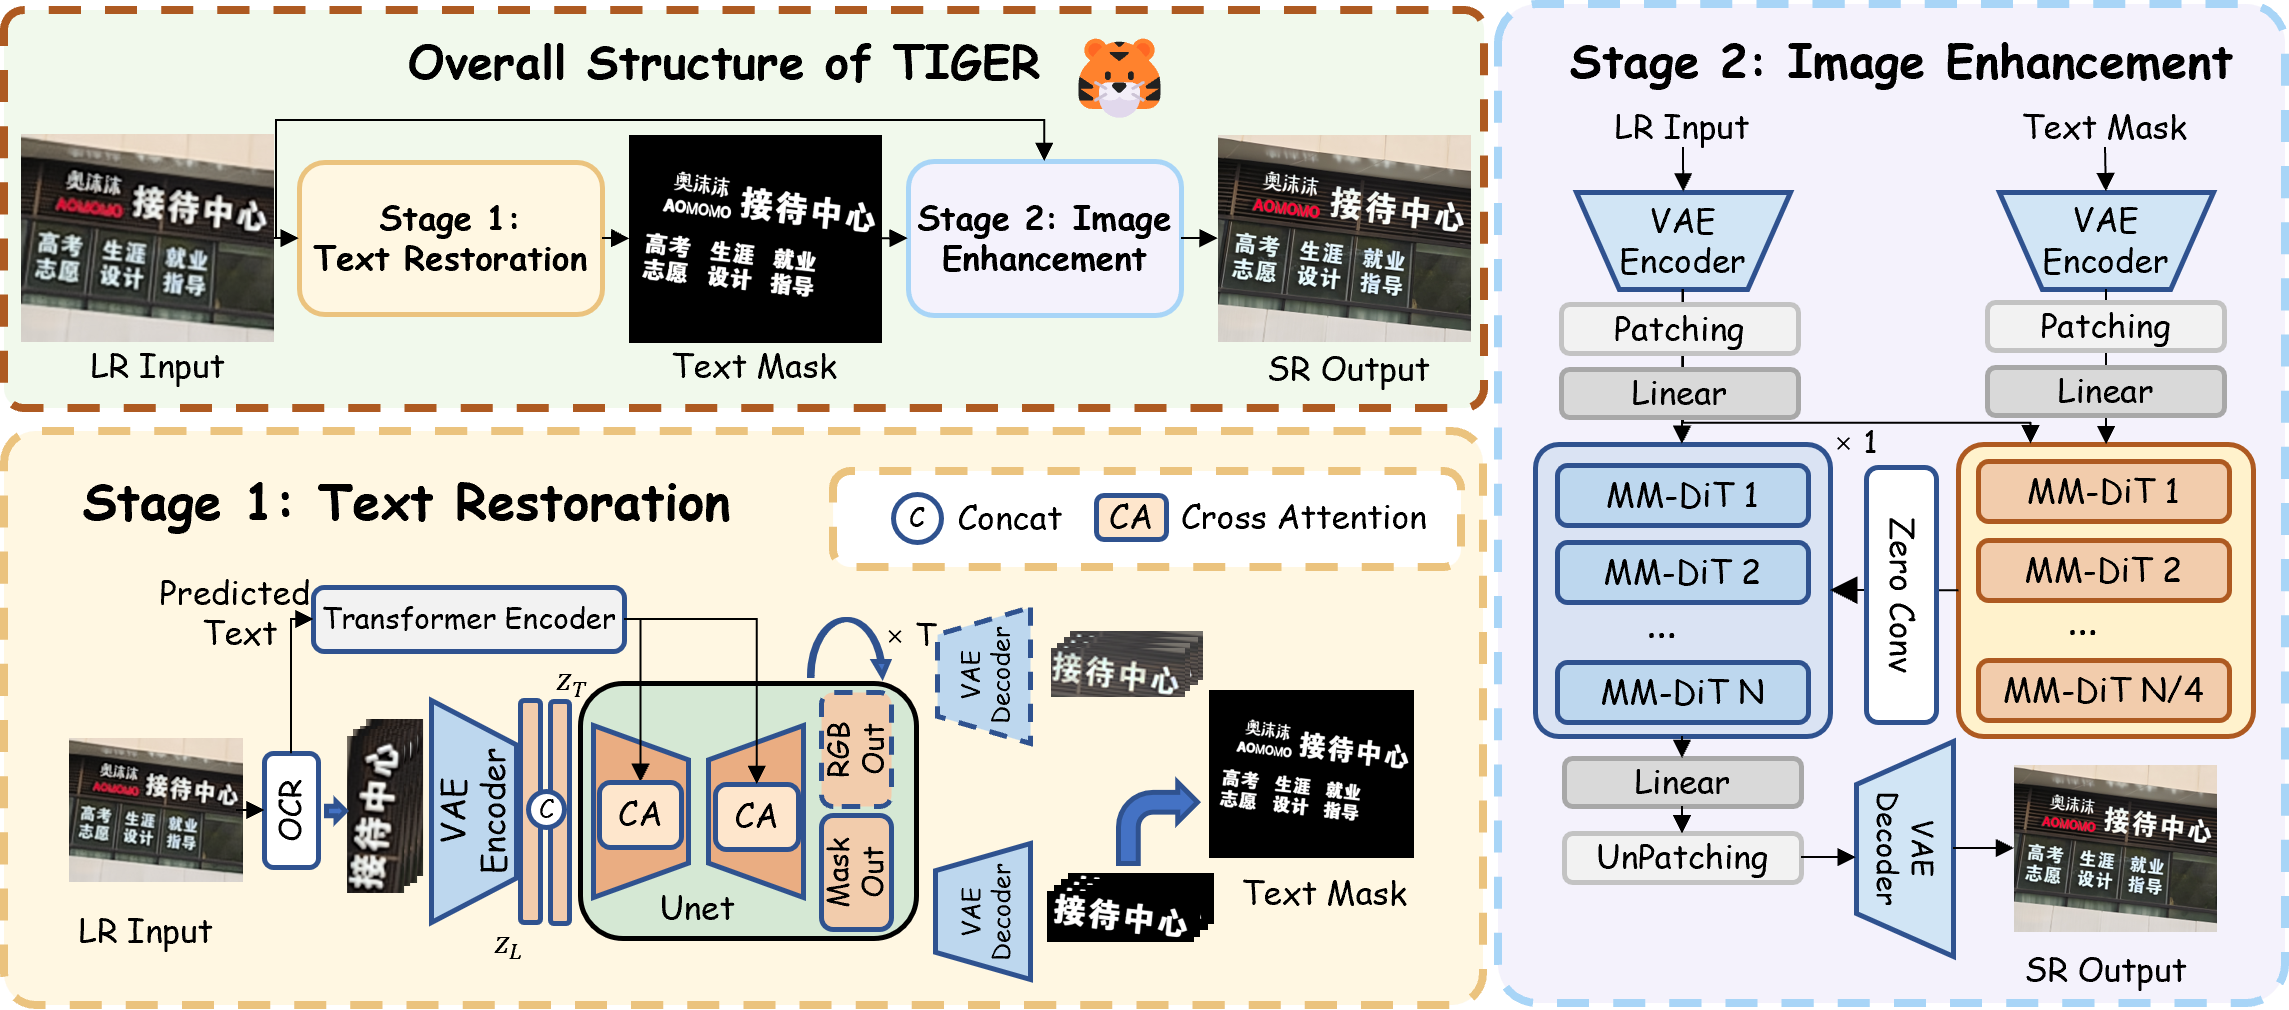 Overall Structure of TIGER
奥沫沫
AOMOMO
接待中心
高考 生涯 就业
志愿 设计 指导
LR Input
Stage 1:
Text Restoration
奥沫沫
AOMOMO
接待中心
高考 生涯 就业
志愿 设计 指导
Text Mask
Stage 2: Image
Enhancement
奥沫沫
AOMOMO
接待中心
高考 生涯 就业
志愿 设计 指导
SR Output
Stage 1: Text Restoration
C Concat
CA Cross Attention
Predicted
Text
Transformer Encoder
奥沫沫
AOMOMO
接待中心
高考 生涯 就业
志愿 设计 指导
LR Input
OCR
接待中心
VAE
Encoder
z_T
C
z_L
CA
CA
Unet
RGB
Out
Mask
Out
× T
VAE
Decoder
接待中心
VAE
Decoder
接待中心
奥沫沫
AOMOMO
接待中心
高考 生涯 就业
志愿 设计 指导
Text Mask
Stage 2: Image Enhancement
LR Input
VAE
Encoder
Patching
Linear
Text Mask
VAE
Encoder
Patching
Linear
× 1
MM-DiT 1
MM-DiT 2
...
MM-DiT N
Zero Conv
MM-DiT 1
MM-DiT 2
...
MM-DiT N/4
Linear
UnPatching
VAE
Decoder
奥沫沫
AOMOMO
接待中心
高考 生涯 就业
志愿 设计 指导
SR Output